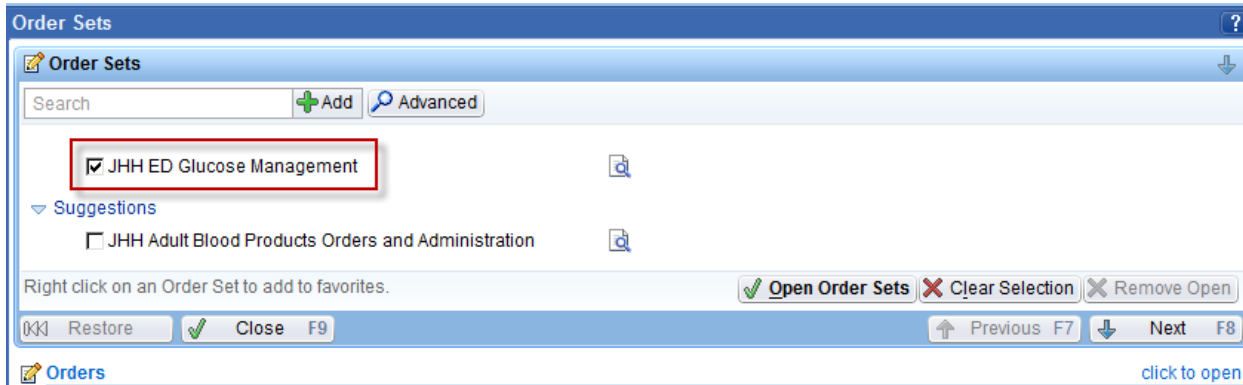 Order Sets ?
Order Sets
Search Add Advanced
JHH ED Glucose Management
Suggestions
JHH Adult Blood Products Orders and Administration
Right click on an Order Set to add to favorites. Open Order Sets Clear Selection Remove Open
Restore Close F9 Previous F7 Next F8
Orders click to open